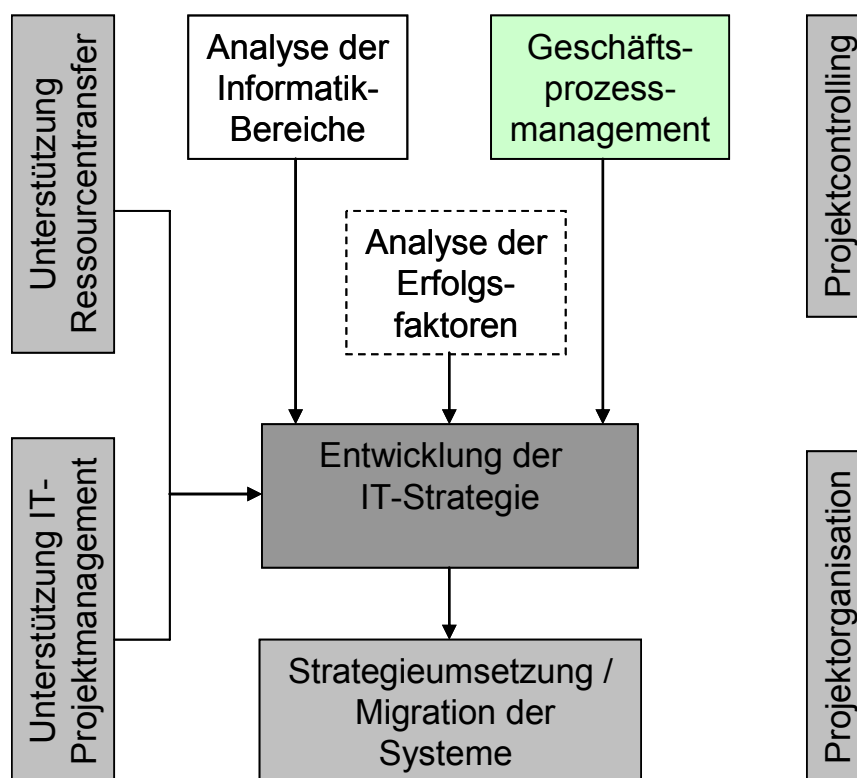 Unterstützung
Ressourcentransfer
Analyse der
Informatik-
Bereiche
Geschäfts-
prozess-
management
Projektcontrolling
Analyse der
Erfolgs-
faktoren
Entwicklung der
IT-Strategie
Unterstützung IT-
Projektmanagement
Strategieumsetzung /
Migration der
Systeme
Projektorganisation